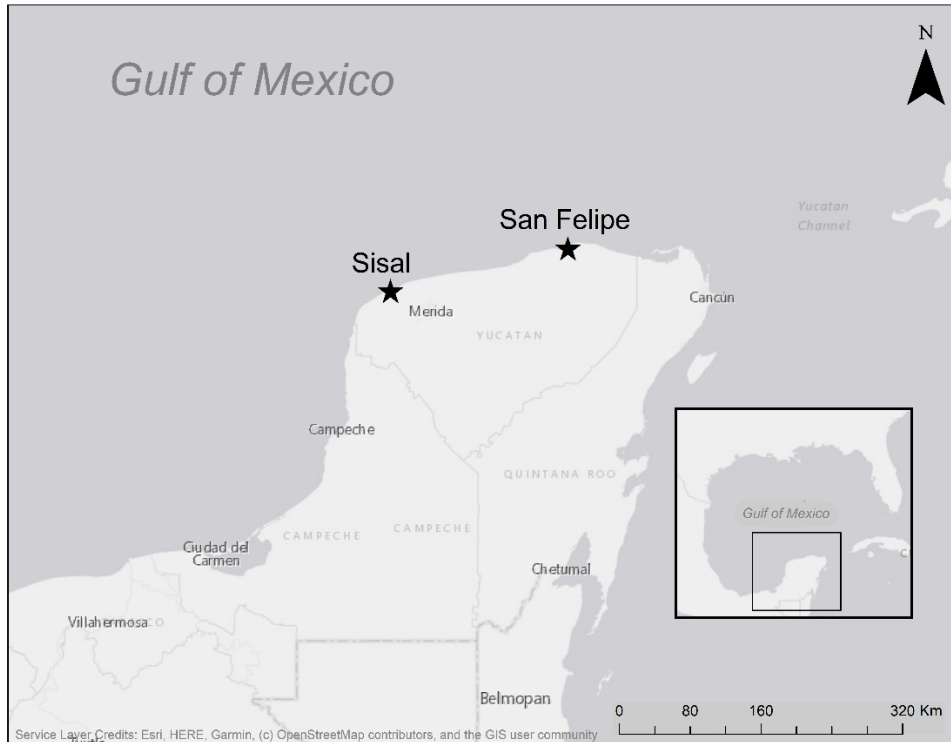 N
Gulf of Mexico
Yucatan
Channel
San Felipe
Sisal
Cancún
Merida
YUCATAN
Campeche
QUINTANA ROO
Gulf of Mexico
CAMPECHE CAMPECHE
Ciudad del
Carmen
Chetumal
Villahermosa
Belmopan
0 80 160 320 Km
Service Layer Credits: Esri, HERE, Garmin, (c) OpenStreetMap contributors, and the GIS user community